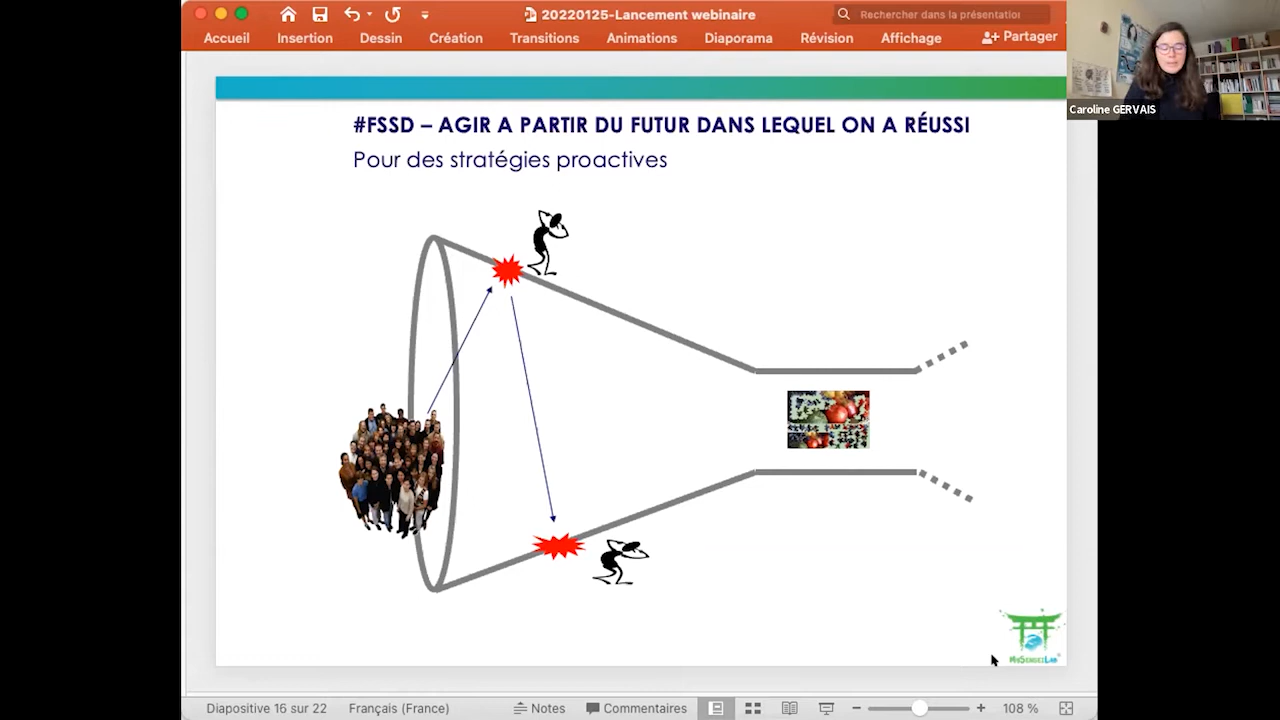 20220125-Lancement webinaire
Rechercher dans la présentation
Accueil Insertion Dessin Création Transitions Animations Diaporama Révision Affichage Partager
Caroline GERVAIS
#FSSD – AGIR A PARTIR DU FUTUR DANS LEQUEL ON A RÉUSSI
Pour des stratégies proactives
MySenseiLab
Diapositive 16 sur 22 Français (France) Notes Commentaires 108 %